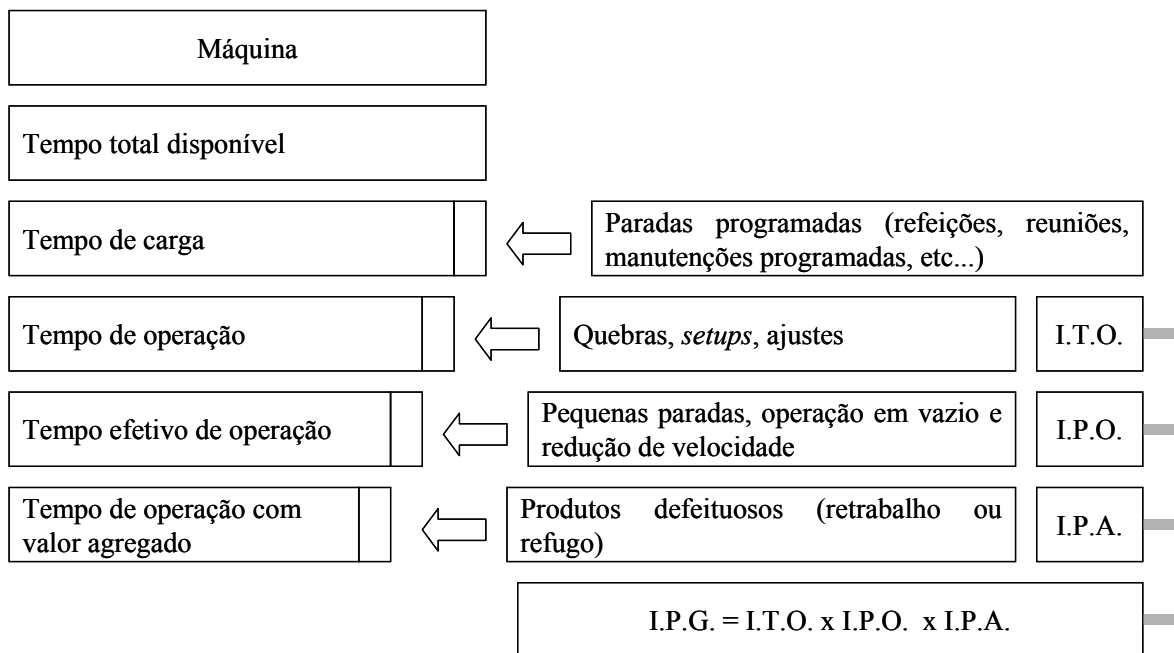 Máquina
Tempo total disponível
Tempo de carga
Paradas programadas (refeições, reuniões,
manutenções programadas, etc...)
Tempo de operação
Quebras, setups, ajustes
I.T.O.
Tempo efetivo de operação
Pequenas paradas, operação em vazio e
redução de velocidade
I.P.O.
Tempo de operação com
valor agregado
Produtos defeituosos (retrabalho ou
refugo)
I.P.A.
I.P.G. = I.T.O. x I.P.O. x I.P.A.